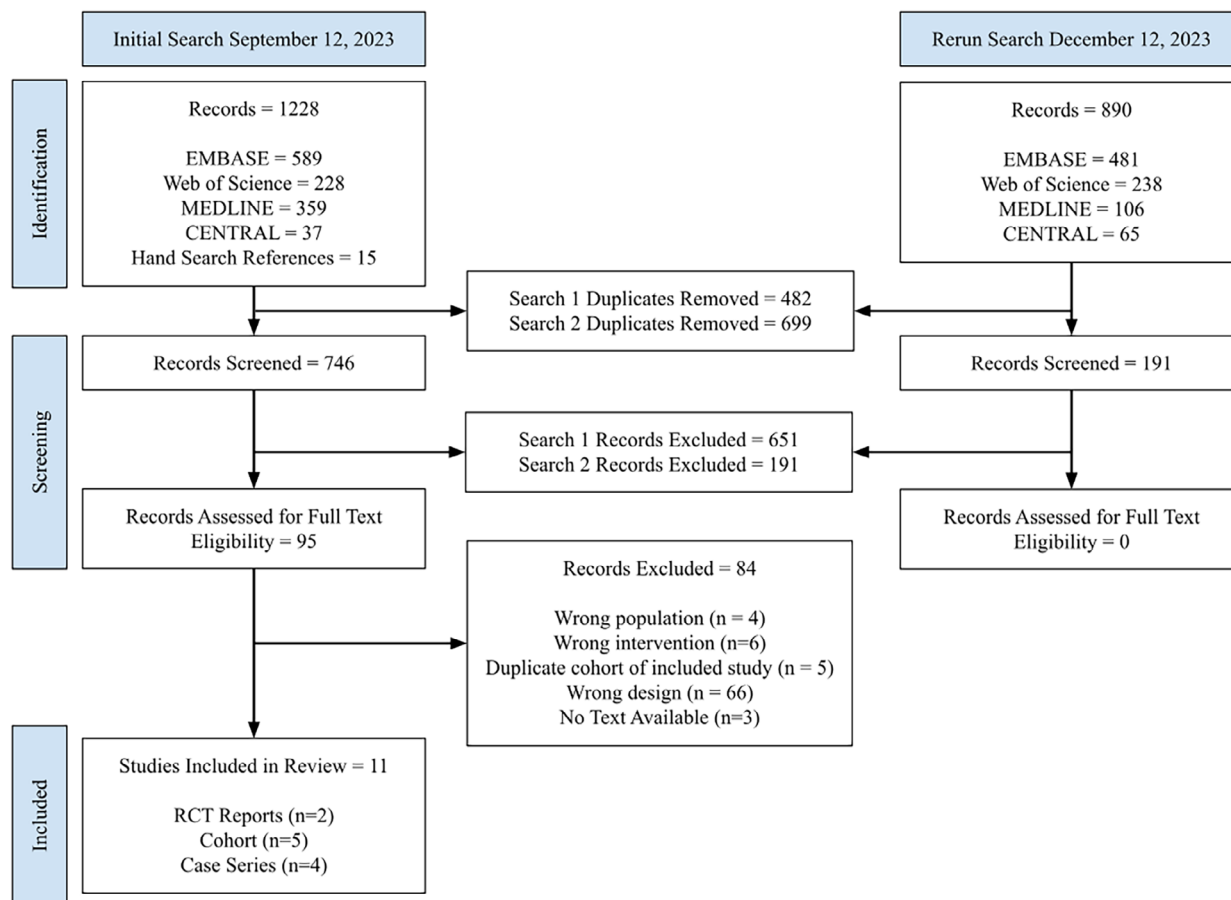 Initial Search September 12, 2023
Rerun Search December 12, 2023
Identification
Records = 1228
EMBASE = 589
Web of Science = 228
MEDLINE = 359
CENTRAL = 37
Hand Search References = 15
Records = 890
EMBASE = 481
Web of Science = 238
MEDLINE = 106
CENTRAL = 65
Search 1 Duplicates Removed = 482
Search 2 Duplicates Removed = 699
Screening
Records Screened = 746
Records Screened = 191
Search 1 Records Excluded = 651
Search 2 Records Excluded = 191
Records Assessed for Full Text
Eligibility = 95
Records Assessed for Full Text
Eligibility = 0
Records Excluded = 84
Wrong population (n = 4)
Wrong intervention (n=6)
Duplicate cohort of included study (n = 5)
Wrong design (n = 66)
No Text Available (n=3)
Included
Studies Included in Review = 11
RCT Reports (n=2)
Cohort (n=5)
Case Series (n=4)